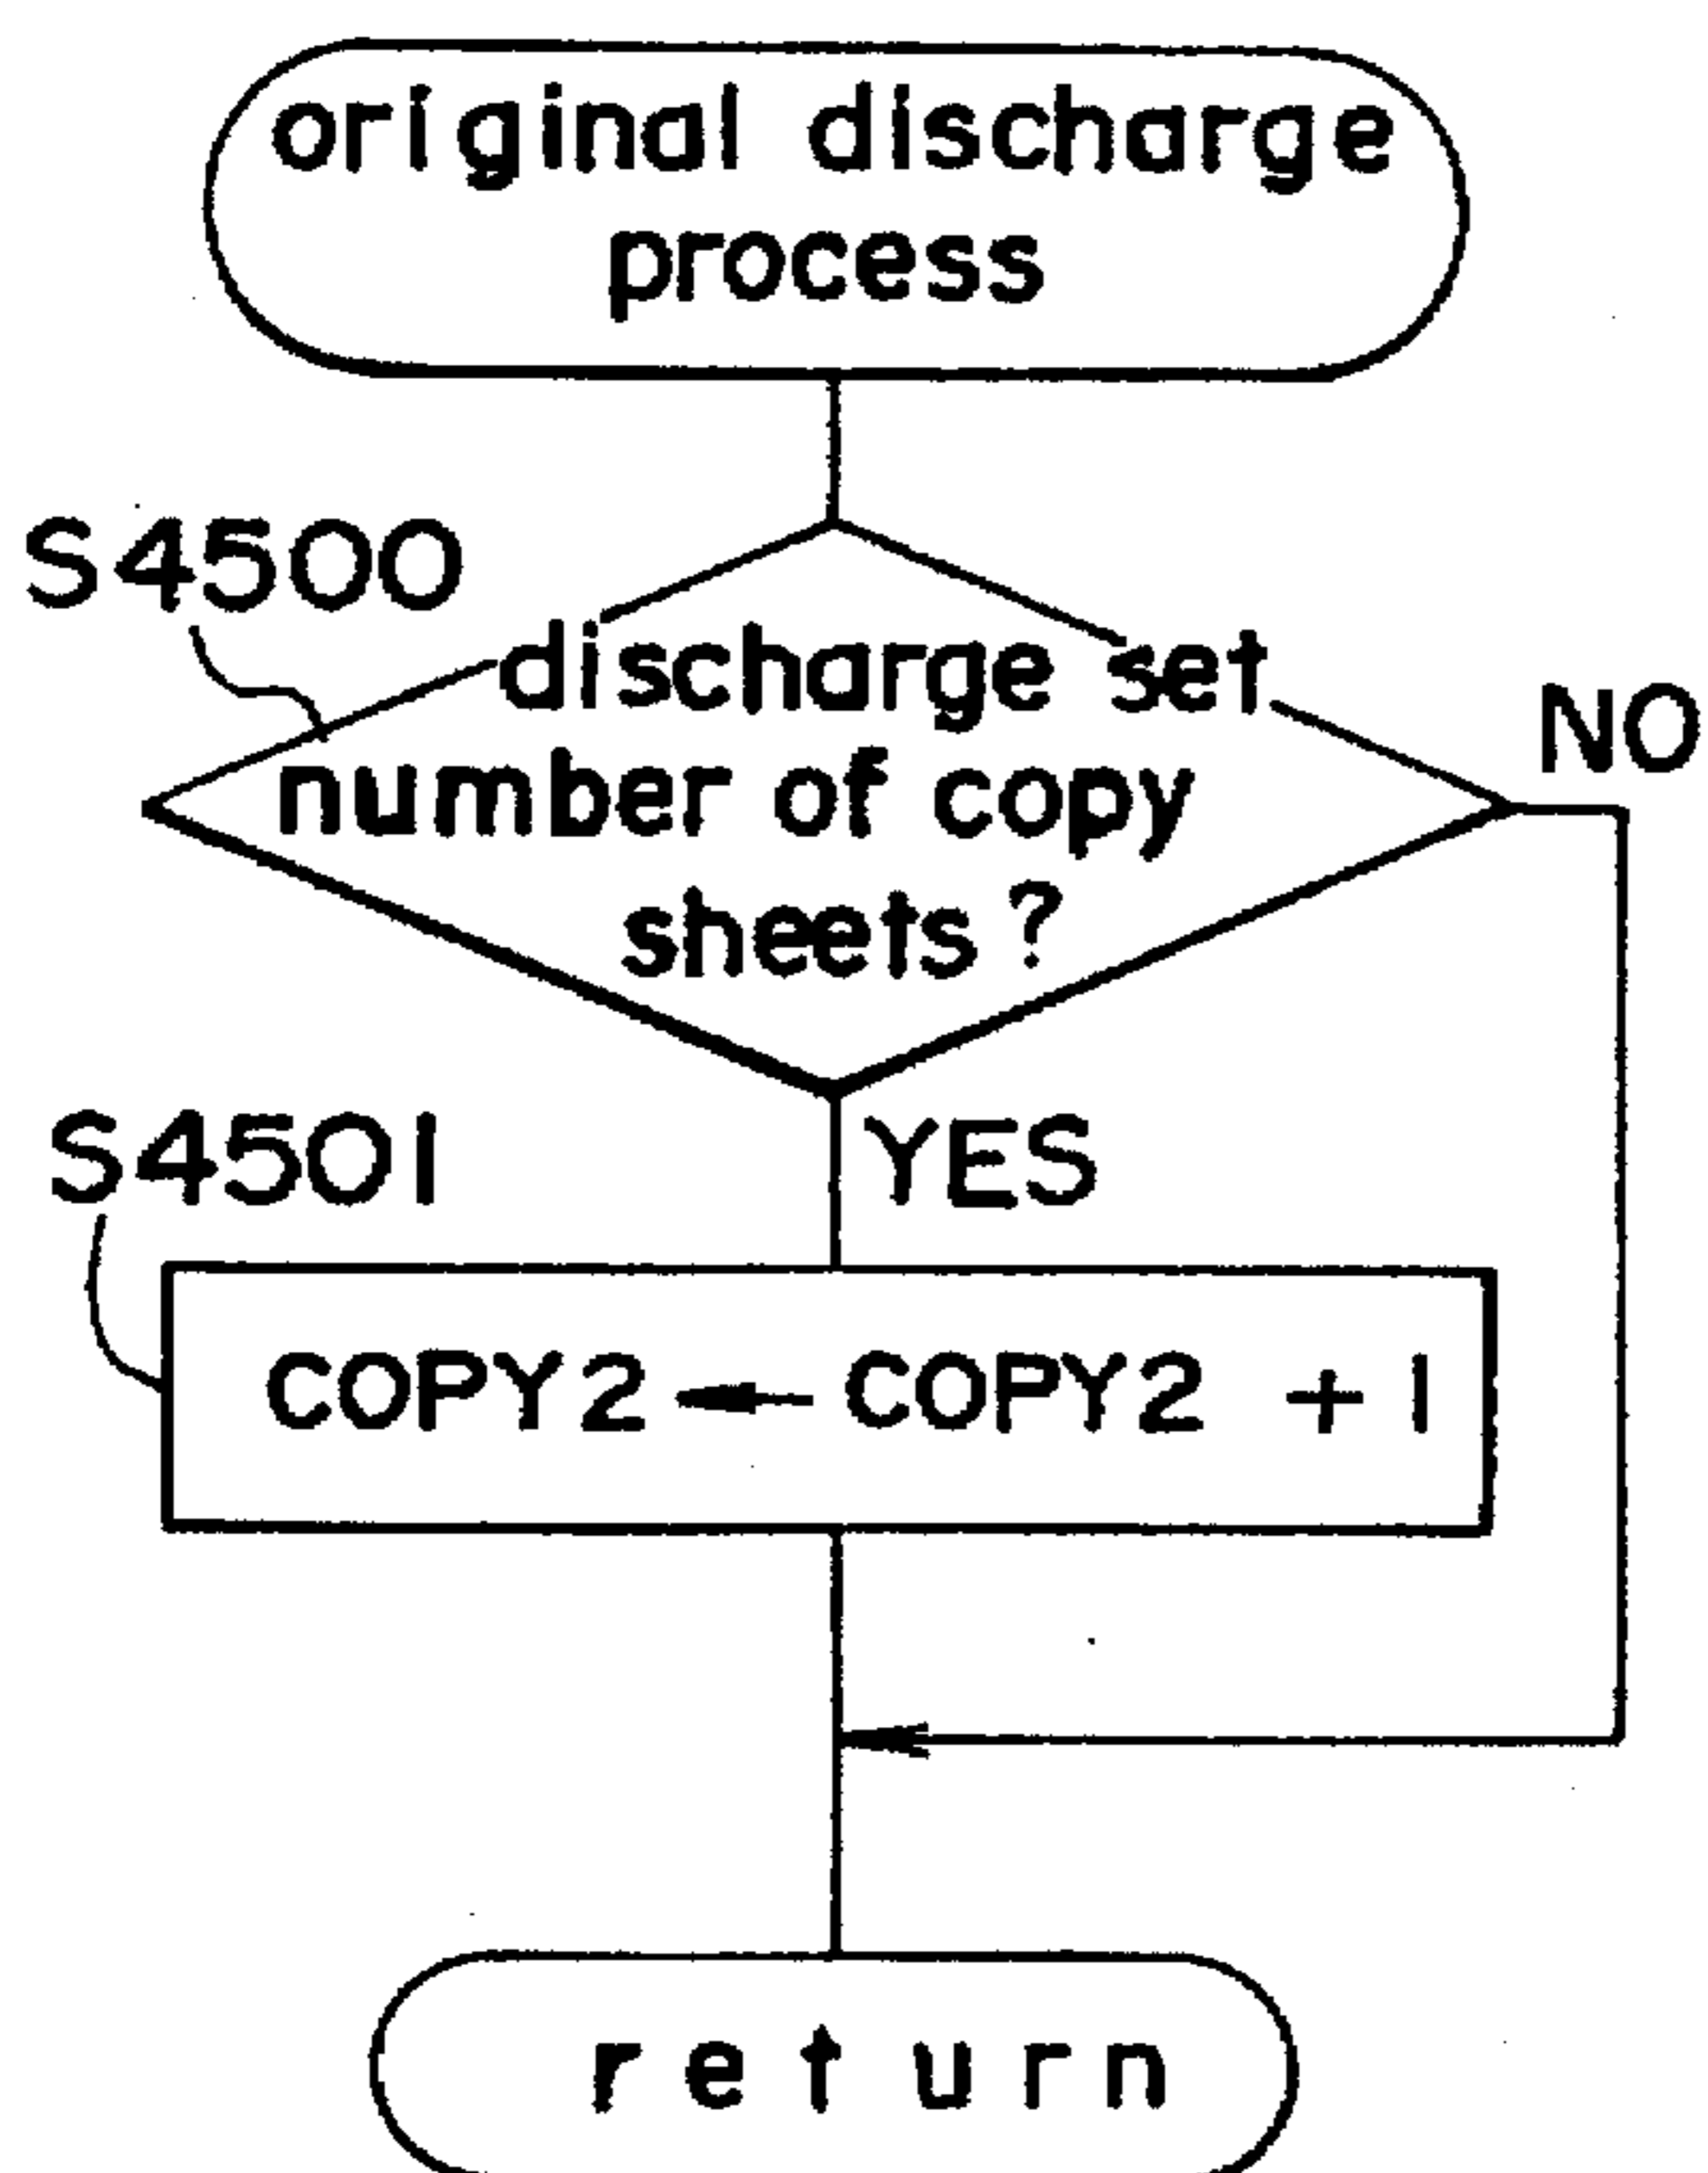 original discharge
process
S4500
discharge set
number of copy
sheets ?
NO
S4501
YES
COPY2 ← COPY2 + 1
return